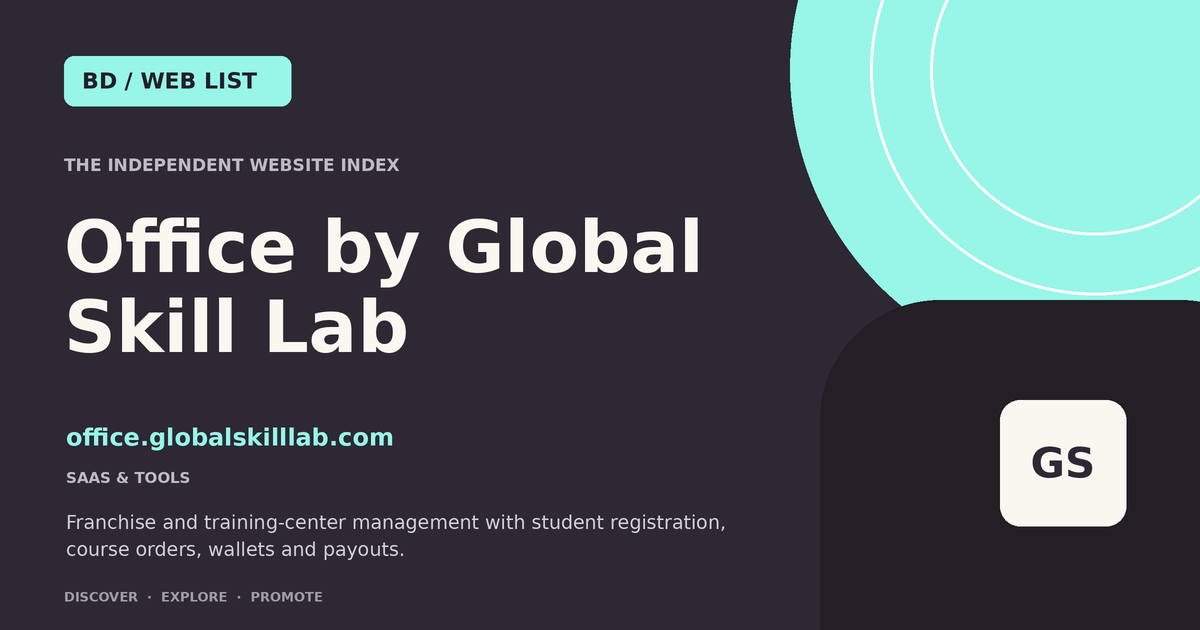 BD / WEB LIST
THE INDEPENDENT WEBSITE INDEX
Office by Global
Skill Lab
office.globalskilllab.com
SAAS & TOOLS
Franchise and training-center management with student registration,
course orders, wallets and payouts.
DISCOVER · EXPLORE · PROMOTE
GS